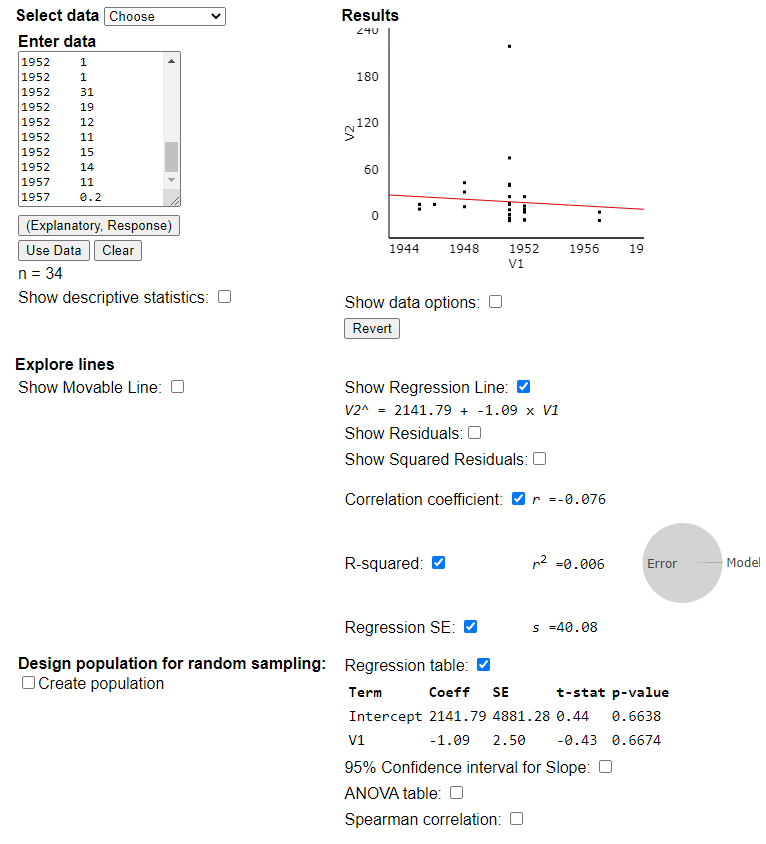 Select data Choose
Enter data
1952 1
1952 1
1952 31
1952 19
1952 12
1952 11
1952 15
1952 14
1957 11
1957 0.2
(Explanatory, Response)
Use Data Clear
n = 34
Show descriptive statistics:
Results
240
180
120
60
0
V2
1944 1948 1952 1956 19
V1
Show data options:
Revert
Explore lines
Show Movable Line:
Show Regression Line:
V2^ = 2141.79 + -1.09 x V1
Show Residuals:
Show Squared Residuals:
Correlation coefficient: r =-0.076
R-squared: r² =0.006
Error Model
Regression SE: s =40.08
Design population for random sampling:
Create population
Regression table:
Term Coeff SE t-stat p-value
Intercept 2141.79 4881.28 0.44 0.6638
V1 -1.09 2.50 -0.43 0.6674
95% Confidence interval for Slope:
ANOVA table:
Spearman correlation: